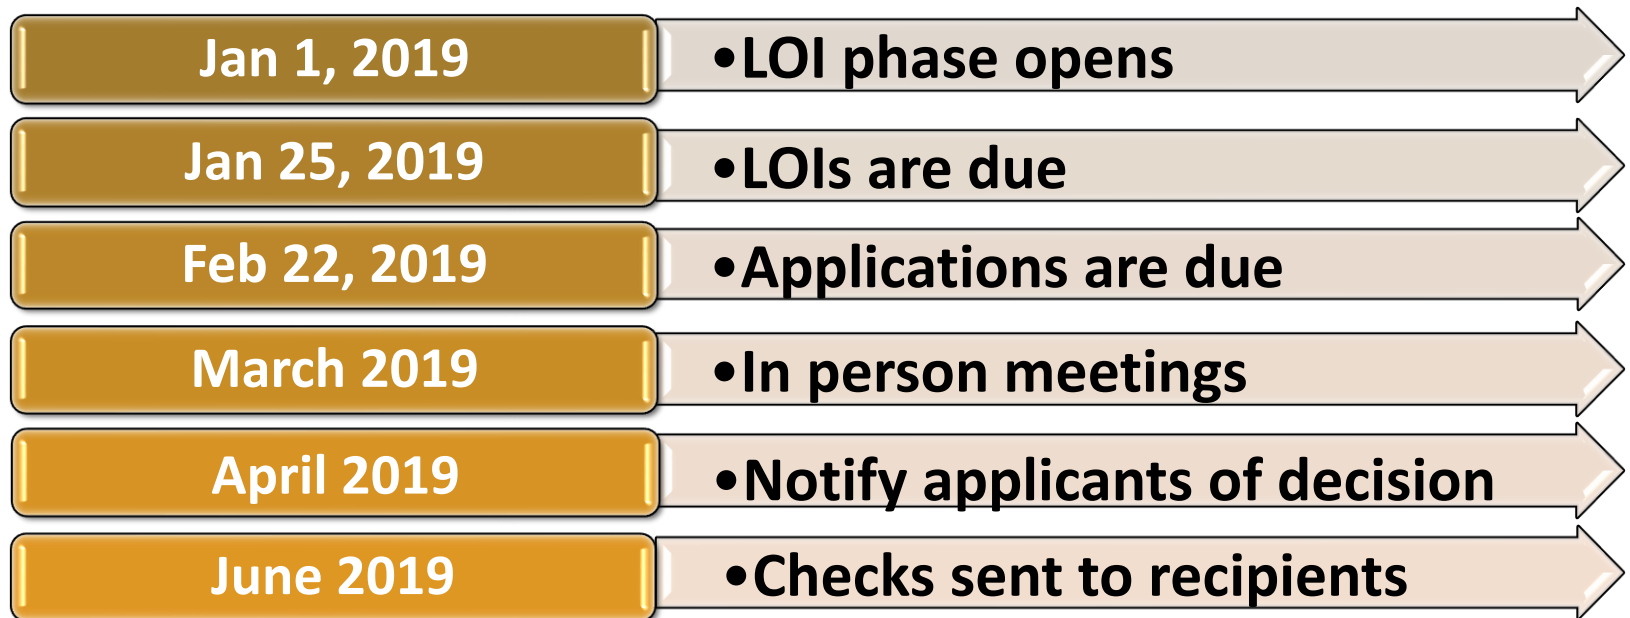 Jan 1, 2019
•LOI phase opens
Jan 25, 2019
•LOIs are due
Feb 22, 2019
•Applications are due
March 2019
•In person meetings
April 2019
•Notify applicants of decision
June 2019
•Checks sent to recipients